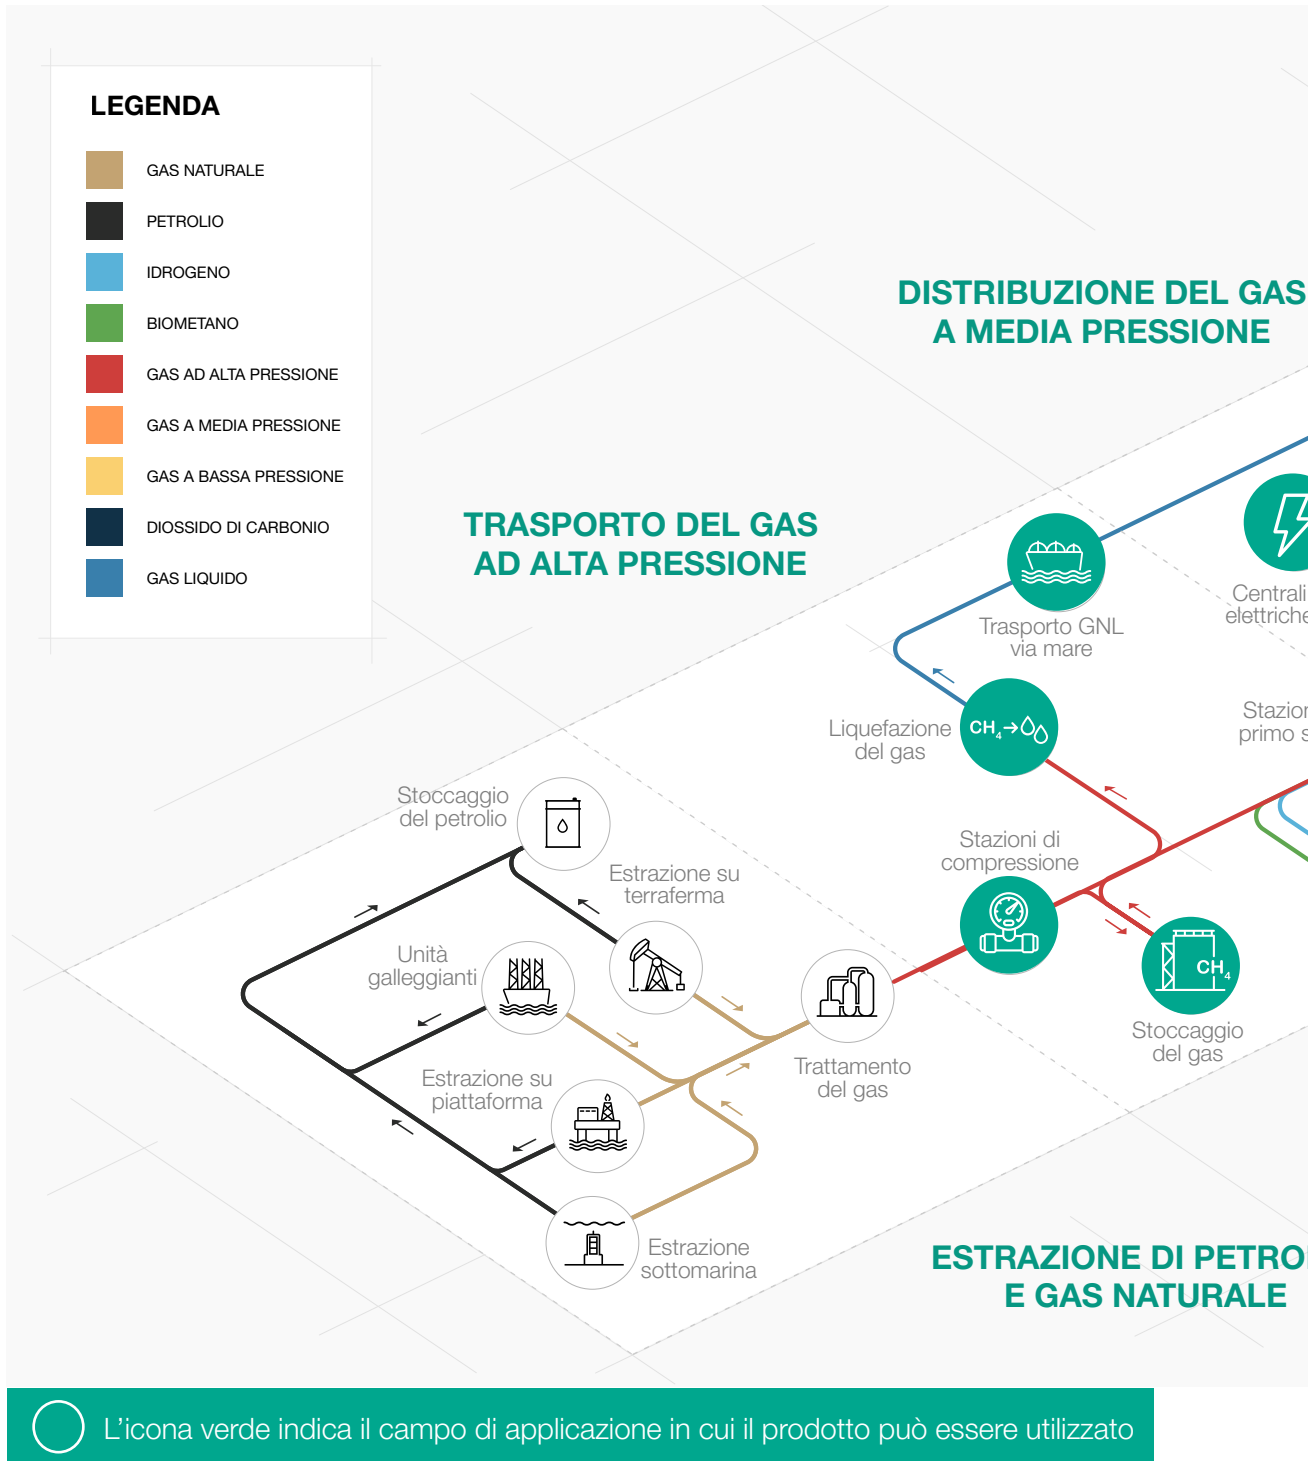 LEGENDA
GAS NATURALE
PETROLIO
IDROGENO
BIOMETANO
GAS AD ALTA PRESSIONE
GAS A MEDIA PRESSIONE
GAS A BASSA PRESSIONE
DIOSSIDO DI CARBONIO
GAS LIQUIDO
DISTRIBUZIONE DEL GAS
A MEDIA PRESSIONE
TRASPORTO DEL GAS
AD ALTA PRESSIONE
Trasporto GNL
via mare
Centrali
elettriche
Liquefazione
del gas
CH4
primo
Stoccaggio
del petrolio
Stazioni di
compressione
Estrazione su
terraferma
Unità
galleggianti
CH4
Stoccaggio
del gas
Trattamento
del gas
Estrazione su
piattaforma
Estrazione
sottomarina
ESTRAZIONE DI
E GAS NATURALE
L'icona verde indica il campo di applicazione in cui il prodotto può essere utilizzato